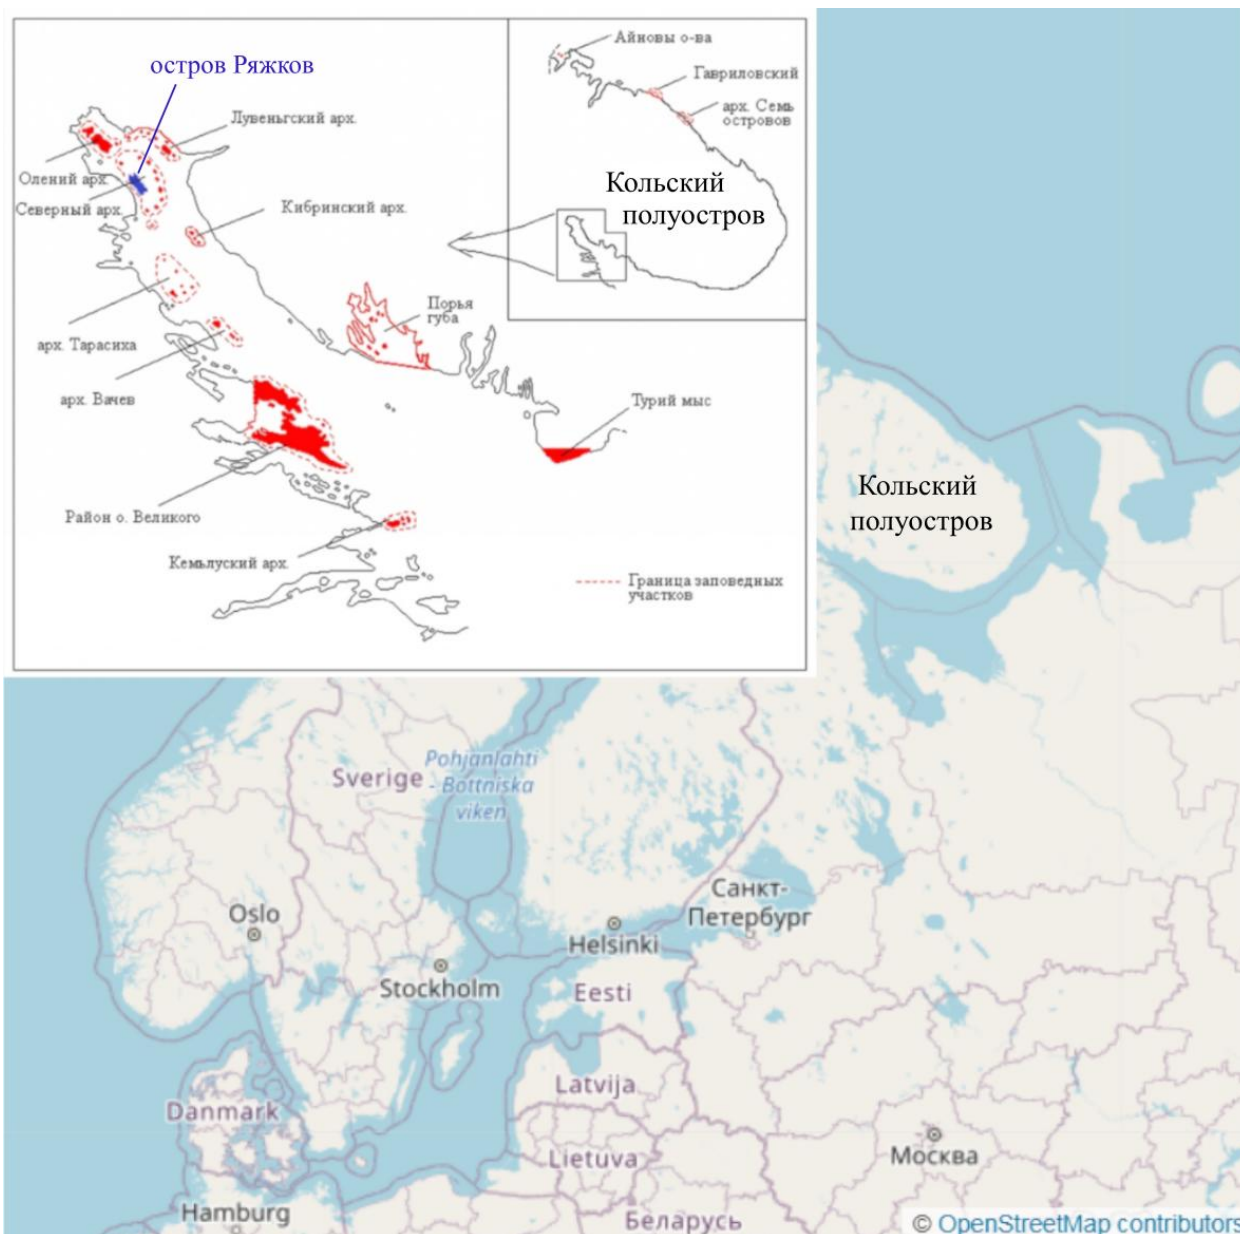 остров Ряжков
Лувеньгский арх.
Олений арх.
Северный арх.
Кибринский арх.
Порья
губа
арх. Тарасиха
арх. Вачев
Турий мыс
Район о. Великого
Кемьлуский арх.
Граница заповедных
участков
Айновы о-ва
Гавриловский
арх. Семь
островов
Кольский
полуостров
Кольский
полуостров
Pohjanlahti
- Bottniska
viken
Sverige
Санкт-
Петербург
Oslo
Helsinki
Stockholm
Eesti
Latvija
Danmark
Москва
Lietuva
Hamburg
Беларусь
© OpenStreetMap contributors